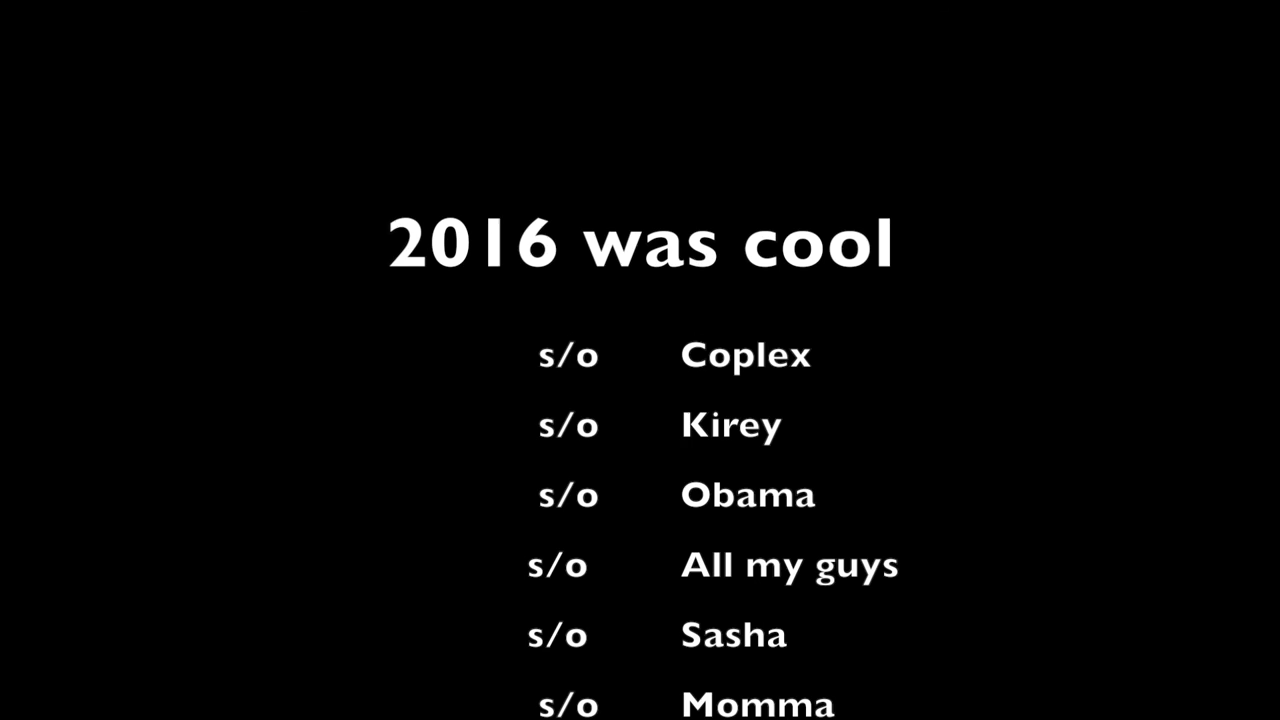 2016 was cool
s/o Coplex
s/o Kirey
s/o Obama
s/o All my guys
s/o Sasha
s/o Momma